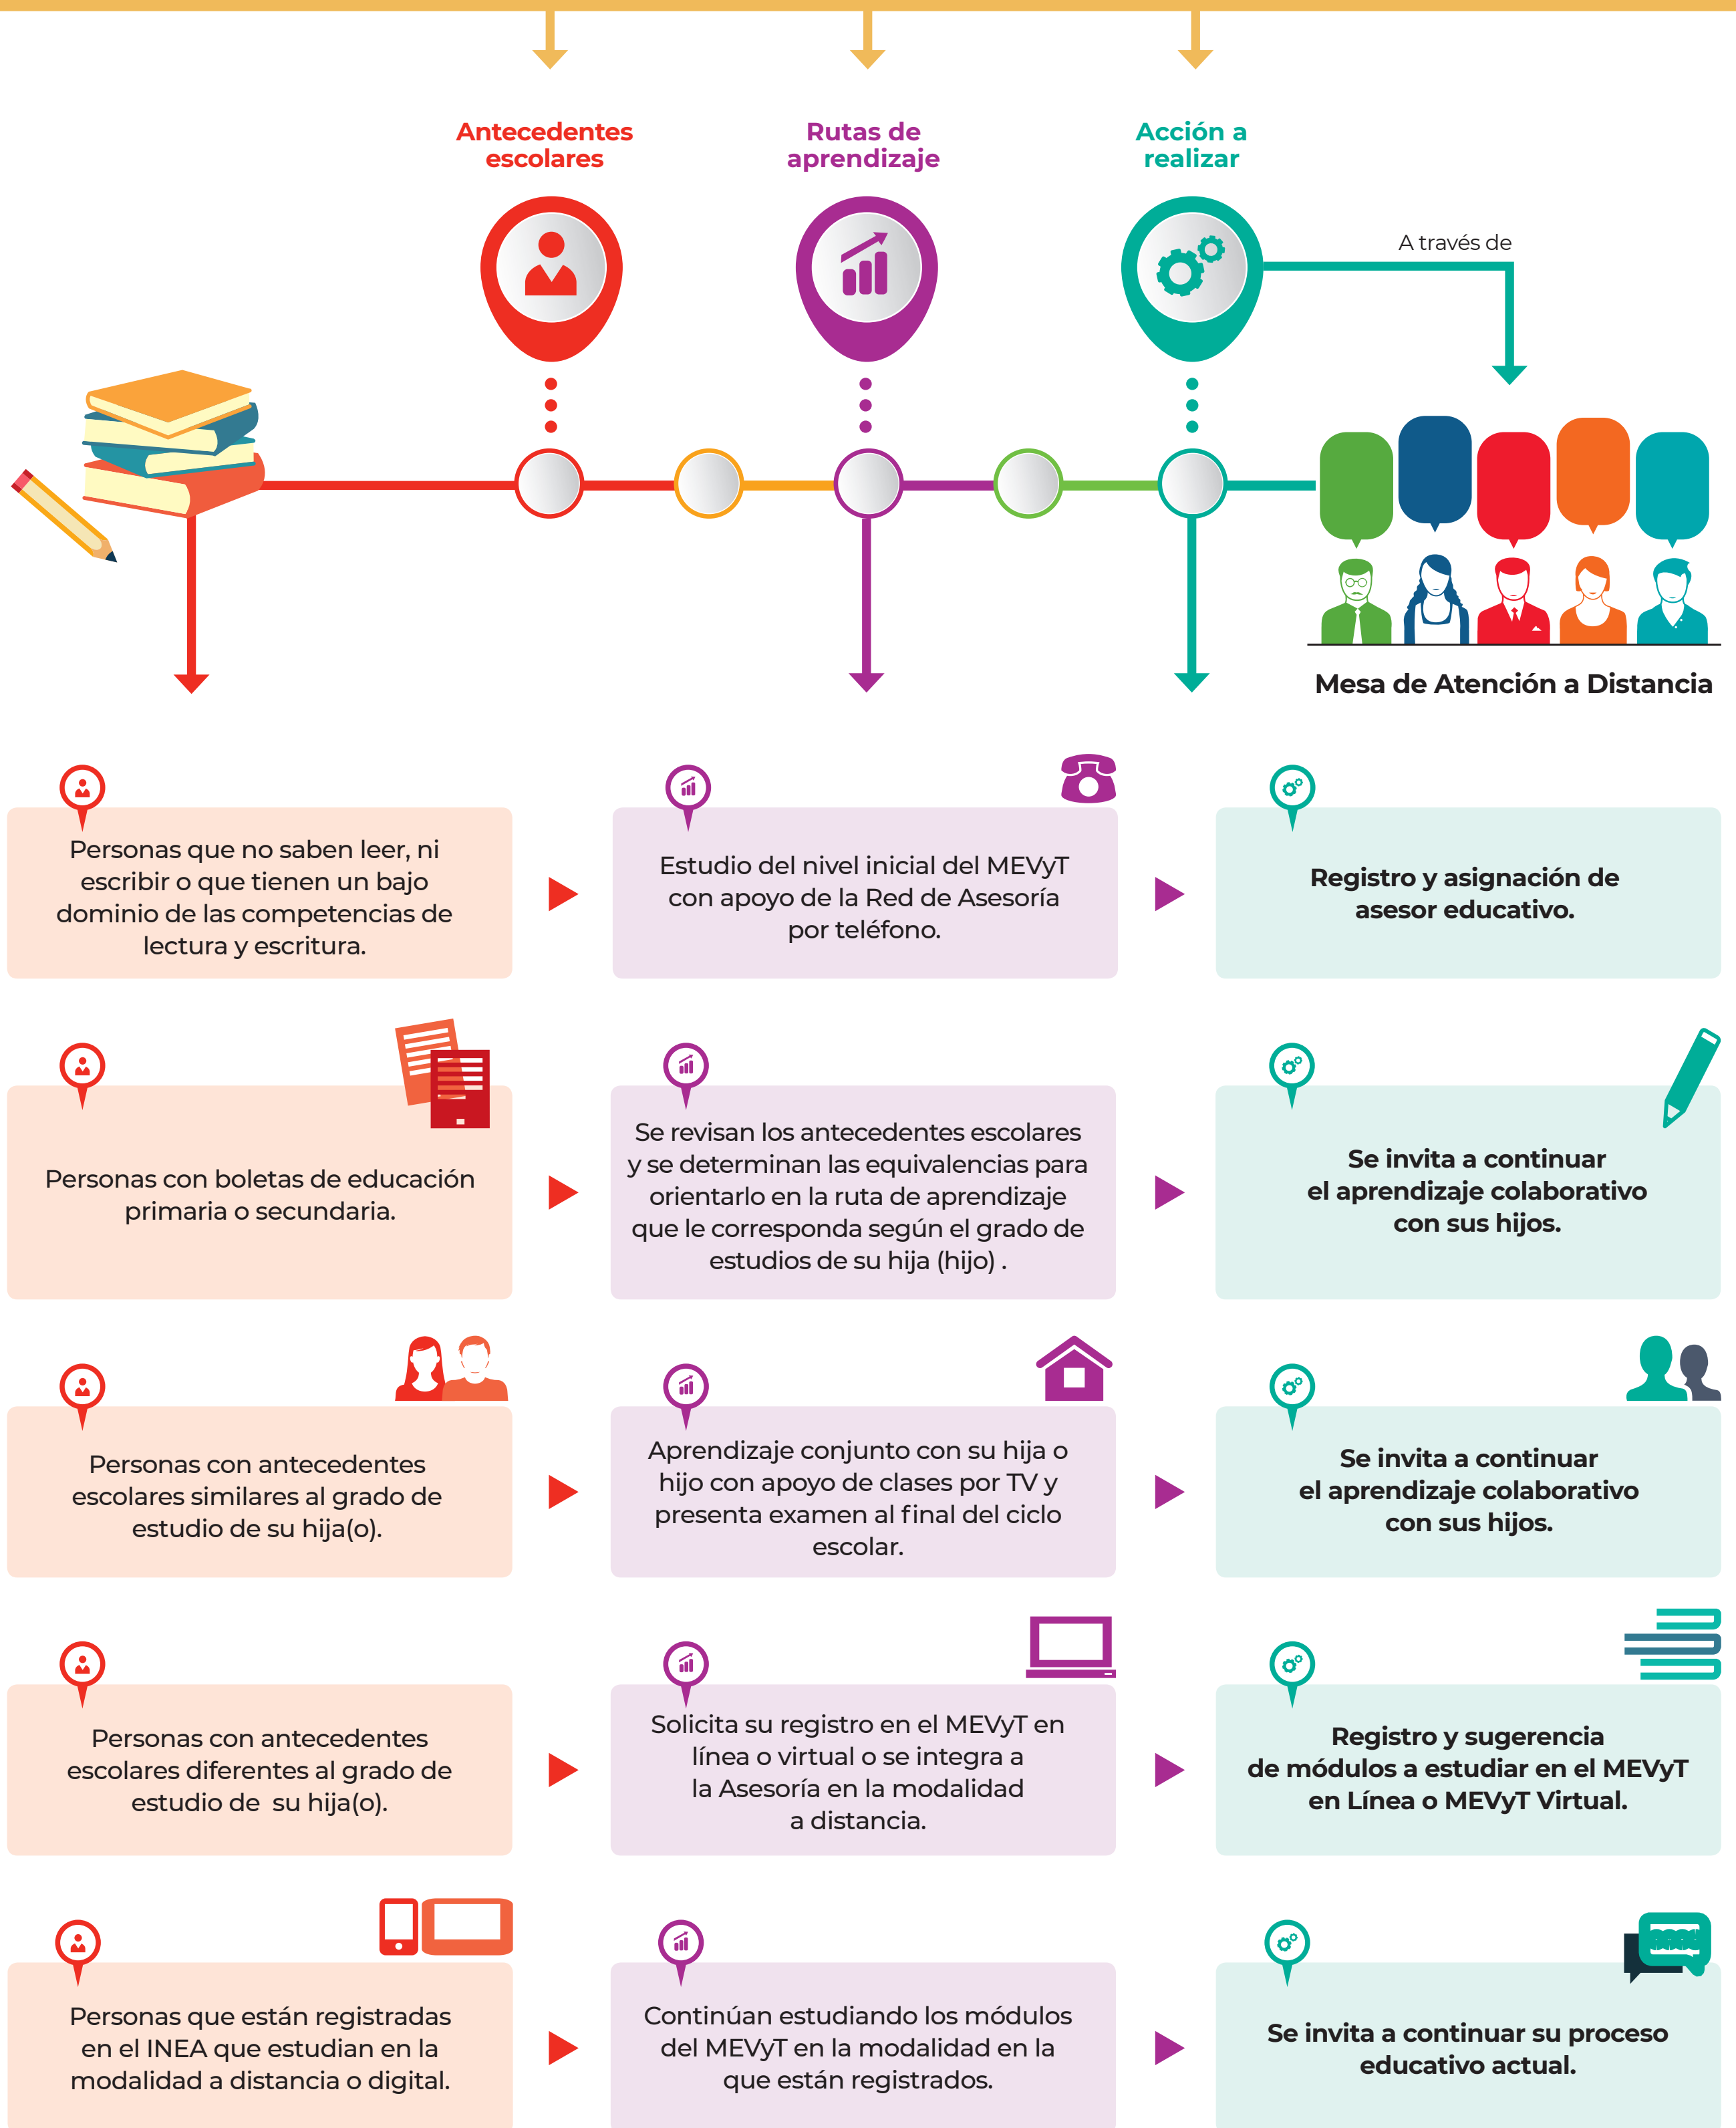 Antecedentes
escolares
Rutas de
aprendizaje
Acción a
realizar
A través de
Mesa de Atención a Distancia
Personas que no saben leer, ni
escribir o que tienen un bajo
dominio de las competencias de
lectura y escritura.
Estudio del nivel inicial del MEVyT
con apoyo de la Red de Asesoría
por teléfono.
Registro y asignación de
asesor educativo.
Personas con boletas de educación
primaria o secundaria.
Se revisan los antecedentes escolares
y se determinan las equivalencias para
orientarlo en la ruta de aprendizaje
que le corresponda según el grado de
estudios de su hija (hijo) .
Se invita a continuar
el aprendizaje colaborativo
con sus hijos.
Personas con antecedentes
escolares similares al grado de
estudio de su hija(o).
Aprendizaje conjunto con su hija o
hijo con apoyo de clases por TV y
presenta examen al final del ciclo
escolar.
Se invita a continuar
el aprendizaje colaborativo
con sus hijos.
Personas con antecedentes
escolares diferentes al grado de
estudio de  su hija(o).
Solicita su registro en el MEVyT en
línea o virtual o se integra a
la Asesoría en la modalidad
a distancia.
Registro y sugerencia
de módulos a estudiar en el MEVyT
en Línea o MEVyT Virtual.
Personas que están registradas
en el INEA que estudian en la
modalidad a distancia o digital.
Continúan estudiando los módulos
del MEVyT en la modalidad en la
que están registrados.
Se invita a continuar su proceso
educativo actual.